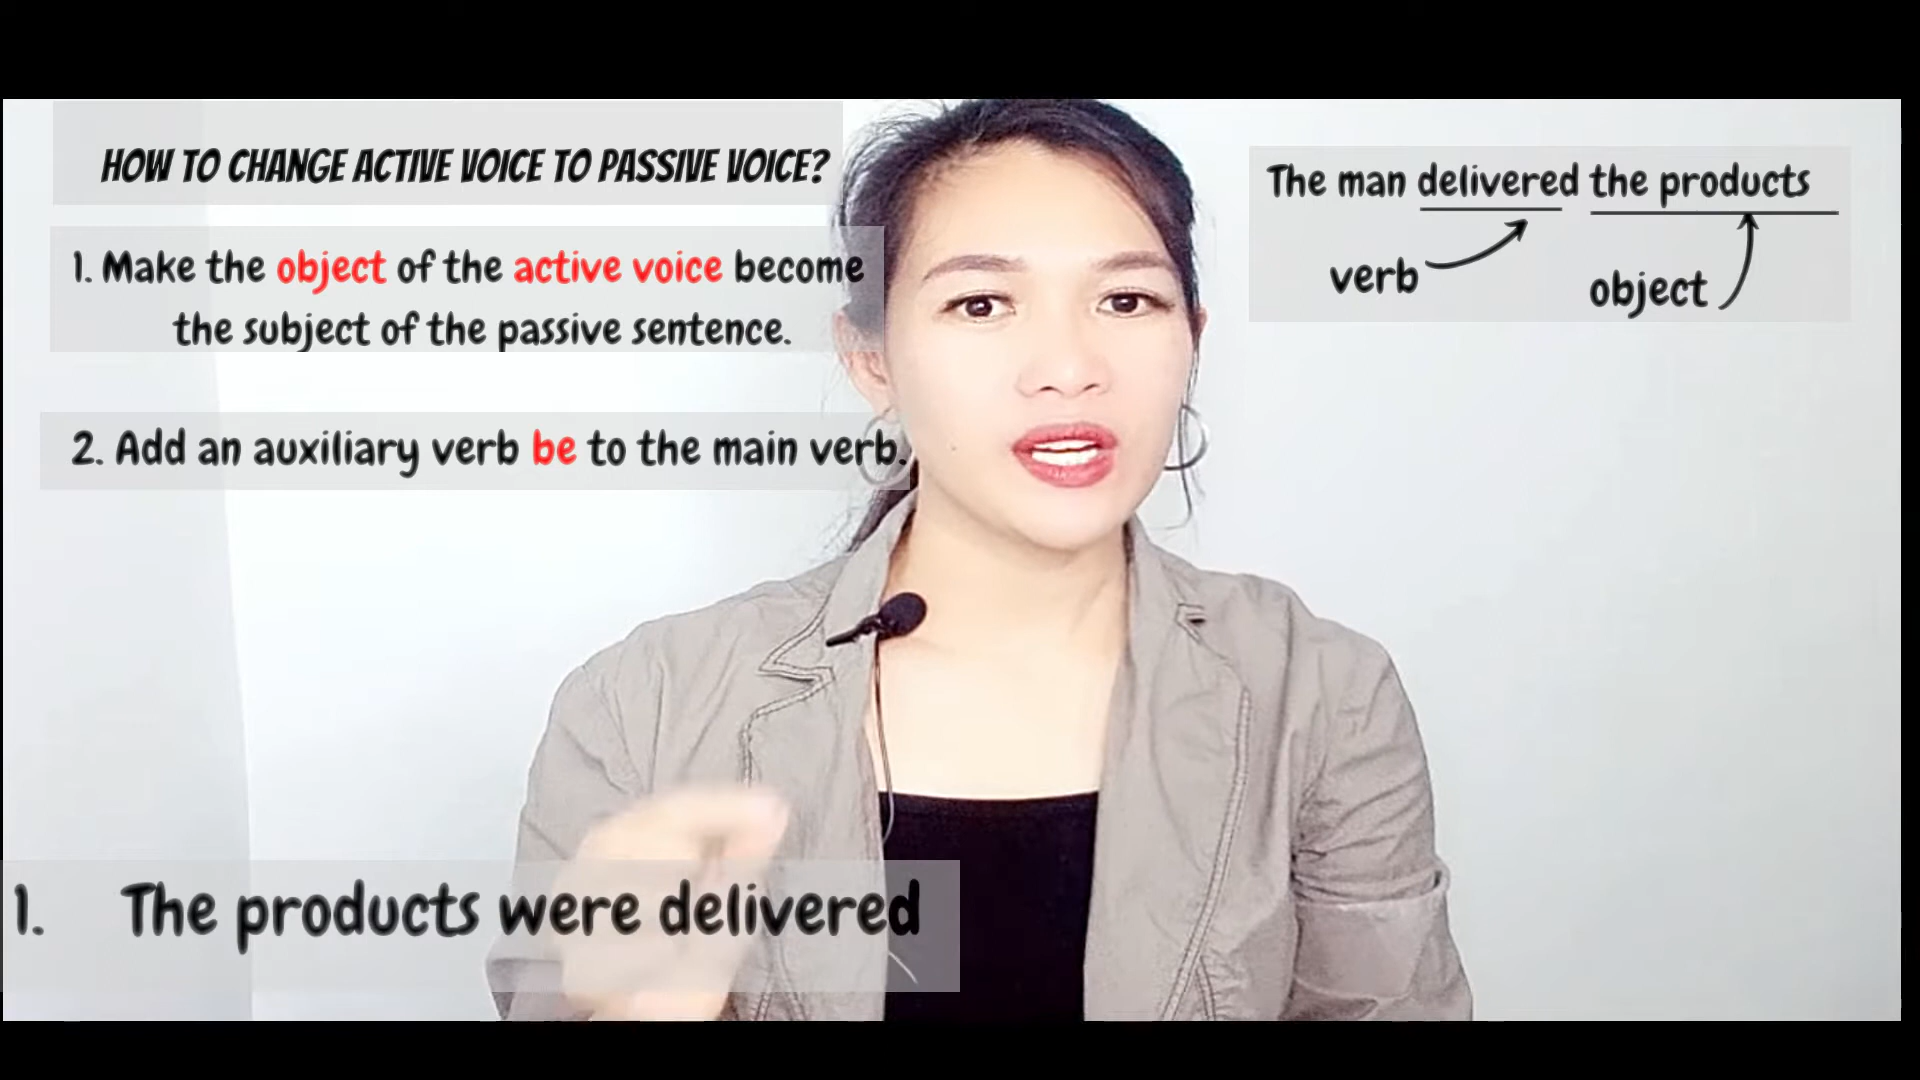 HOW TO CHANGE ACTIVE VOICE TO PASSIVE VOICE?
1. Make the object of the active voice become
the subject of the passive sentence.
2. Add an auxiliary verb be to the main verb.
The man delivered the products
verb
object
1. The products were delivered